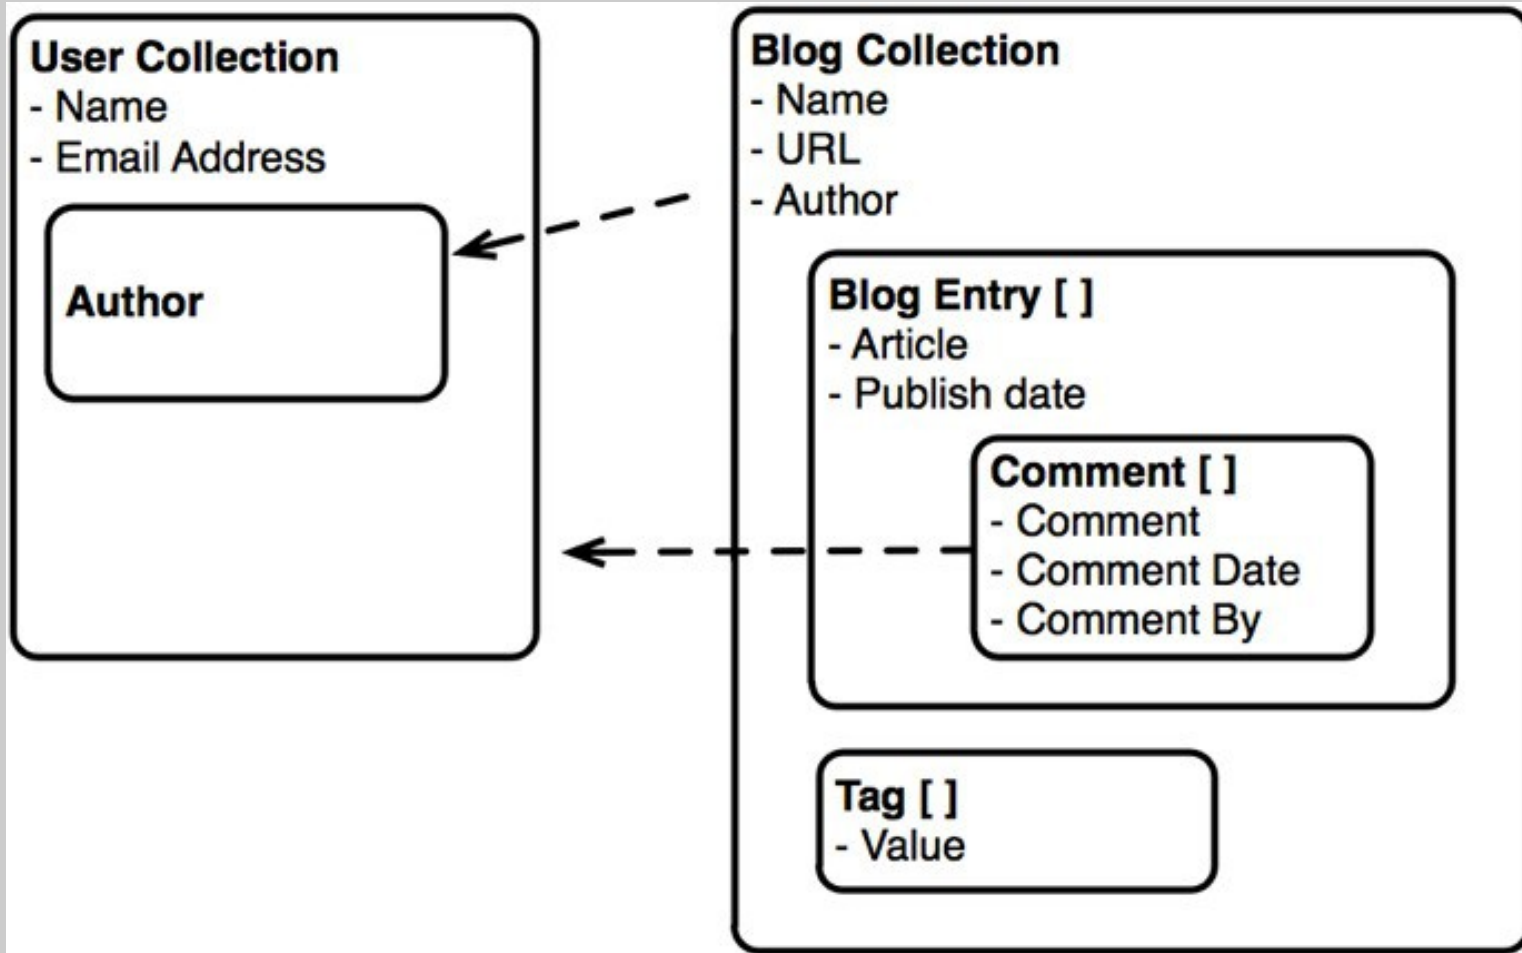 User Collection
- Name
- Email Address
Author
Blog Collection
- Name
- URL
- Author
Blog Entry [ ]
- Article
- Publish date
Comment [ ]
- Comment
- Comment Date
- Comment By
Tag [ ]
- Value